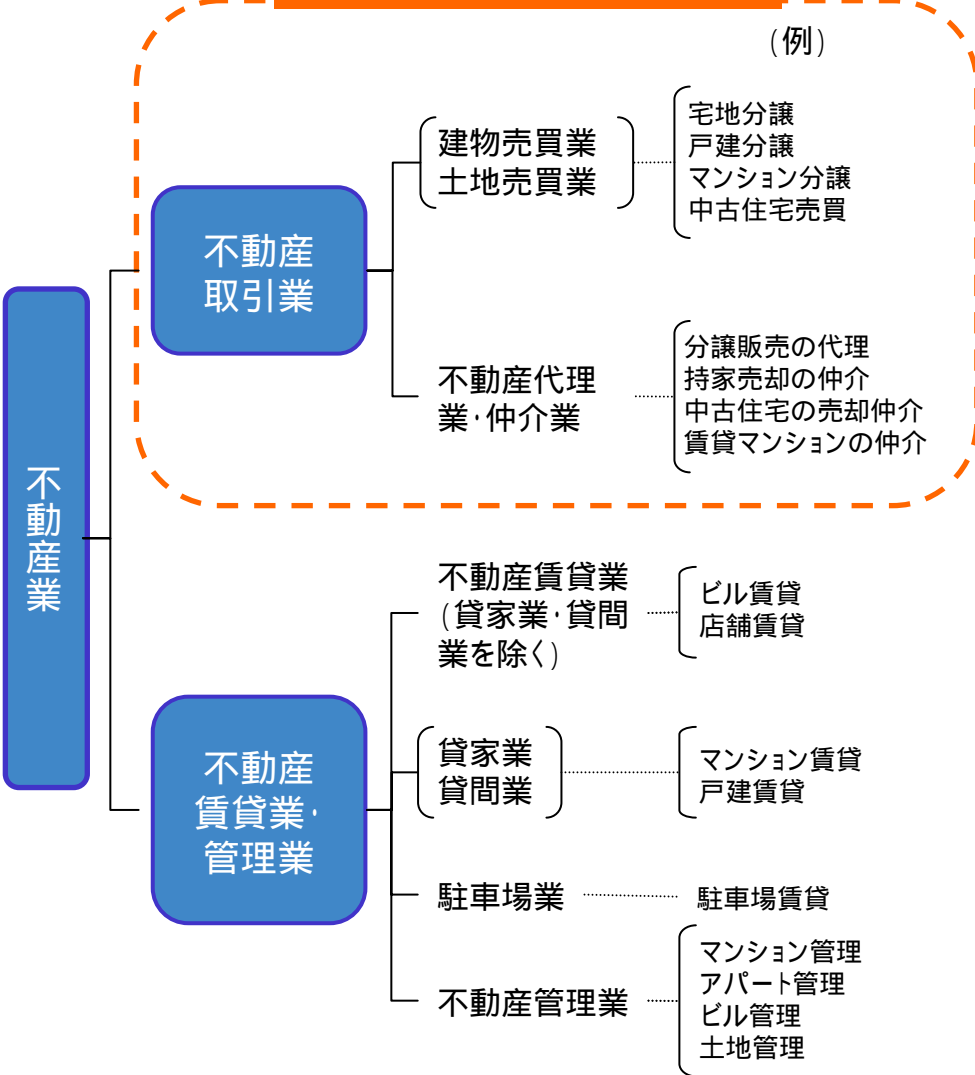 (例)
不動産業
不動産
取引業
建物売買業
土地売買業
宅地分譲
戸建分譲
マンション分譲
中古住宅売買
不動産代理
業・仲介業
分譲販売の代理
持家売却の仲介
中古住宅の売却仲介
賃貸マンションの仲介
不動産
賃貸業・
管理業
不動産賃貸業
(貸家業・貸間
業を除く)
ビル賃貸
店舗賃貸
貸家業
貸間業
マンション賃貸
戸建賃貸
駐車場業
駐車場賃貸
不動産管理業
マンション管理
アパート管理
ビル管理
土地管理